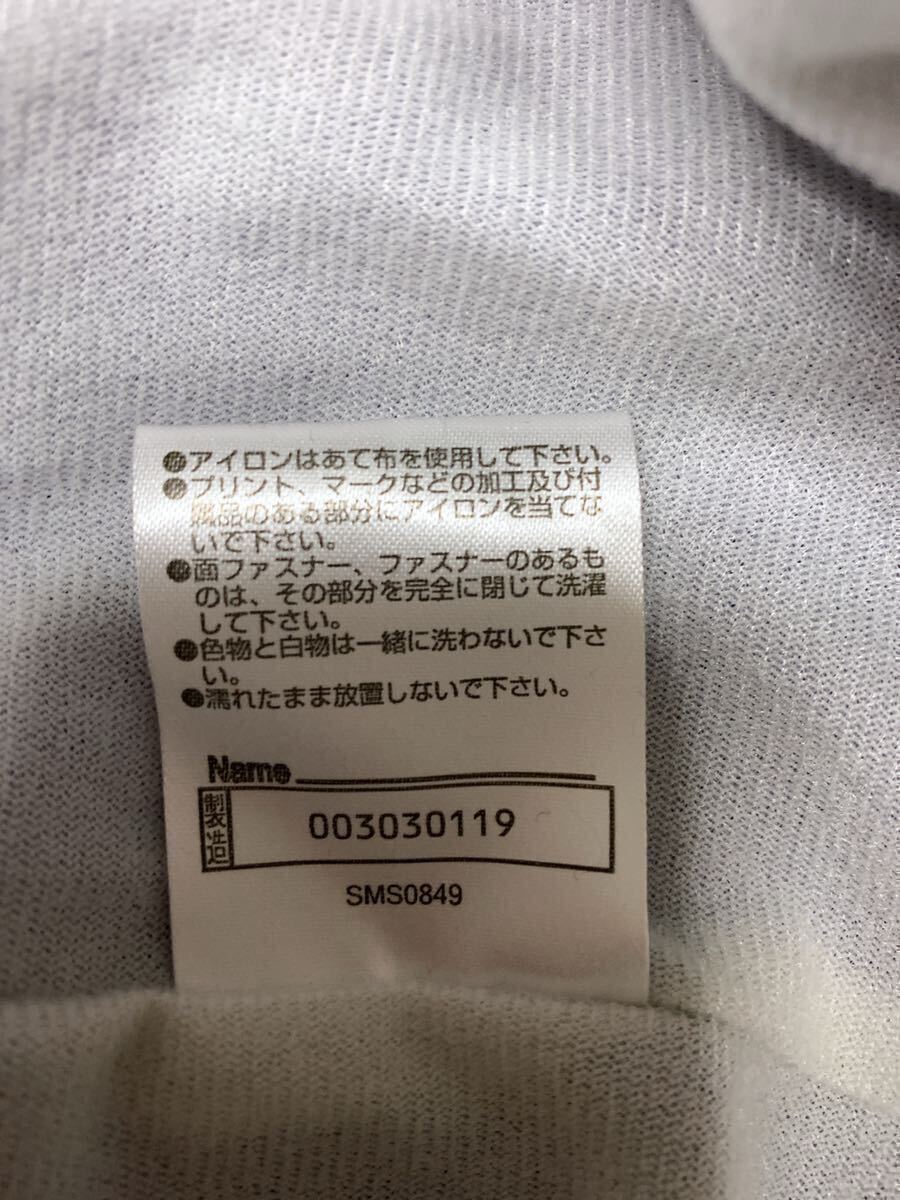 ●アイロンはあて布を使用して下さい。
●プリント、マークなどの加工及び付
属品のある部分にアイロンを当てな
いで下さい。
●面ファスナー、ファスナーのあるも
のは、その部分を完全に閉じて洗濯
して下さい。
●色物と白物は一緒に洗わないで下さ
い。
●濡れたまま放置しないで下さい。
Name
製造 003030119
SMS0849